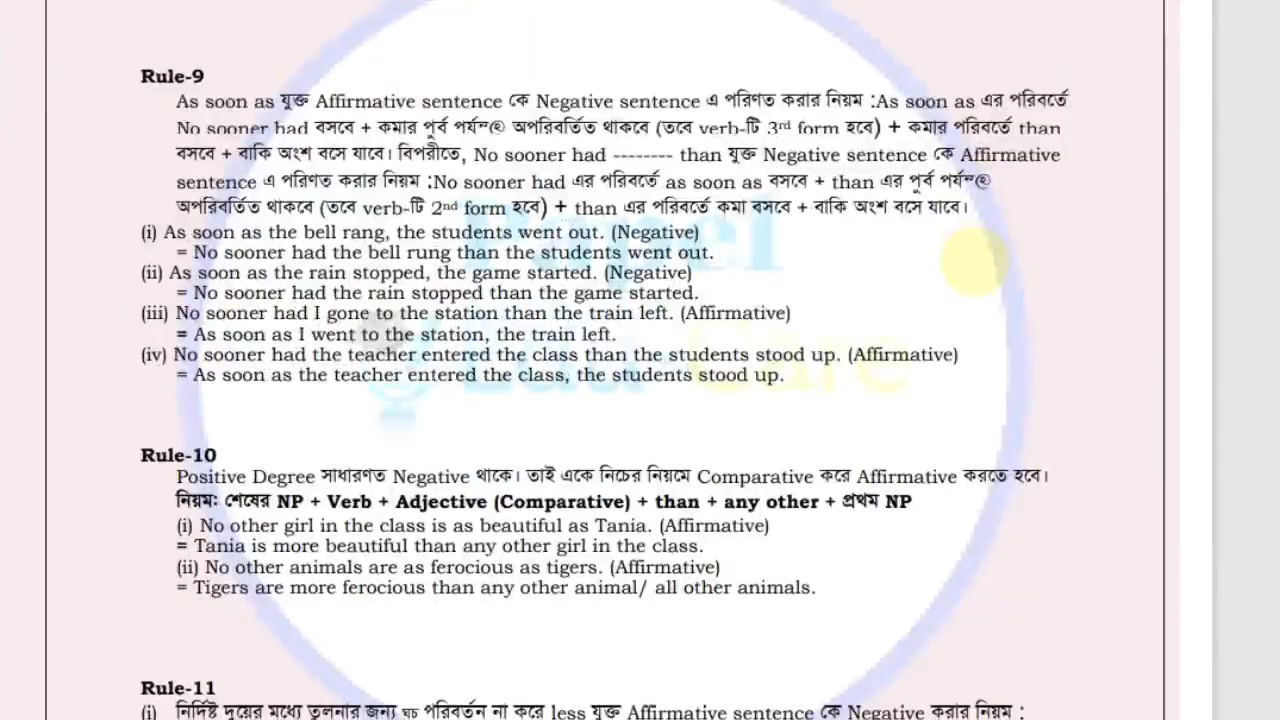 Rule-9
As soon as যুক্ত Affirmative sentence কে Negative sentence এ পরিণত করার নিয়ম :As soon as এর পরিবর্তে
No sooner had বসবে + কমার পূর্ব পর্যন্ত অপরিবর্তিত থাকবে (তবে verb-টি 3rd form হবে) + কমার পরিবর্তে than
বসবে + বাকি অংশ বসে যাবে। বিপরীতে, No sooner had -------- than যুক্ত Negative sentence কে Affirmative
sentence এ পরিণত করার নিয়ম :No sooner had এর পরিবর্তে as soon as বসবে + than এর পূর্ব পর্যন্ত
অপরিবর্তিত থাকবে (তবে verb-টি 2nd form হবে) + than এর পরিবর্তে কমা বসবে + বাকি অংশ বসে যাবে।
(i) As soon as the bell rang, the students went out. (Negative)
= No sooner had the bell rung than the students went out.
(ii) As soon as the rain stopped, the game started. (Negative)
= No sooner had the rain stopped than the game started.
(iii) No sooner had I gone to the station than the train left. (Affirmative)
= As soon as I went to the station, the train left.
(iv) No sooner had the teacher entered the class than the students stood up. (Affirmative)
= As soon as the teacher entered the class, the students stood up.
Rule-10
Positive Degree সাধারণত Negative থাকে। তাই একে নিচের নিয়মে Comparative করে Affirmative করতে হবে।
নিয়মঃ শেষের NP + Verb + Adjective (Comparative) + than + any other + প্রথম NP
(i) No other girl in the class is as beautiful as Tania. (Affirmative)
= Tania is more beautiful than any other girl in the class.
(ii) No other animals are as ferocious as tigers. (Affirmative)
= Tigers are more ferocious than any other animal/ all other animals.
Rule-11
(i) নির্দিষ্ট দুয়ের মধ্যে তুলনার জন্য ঘচ পরিবর্তন না করে less যুক্ত Affirmative sentence কে Negative করার নিয়ম :